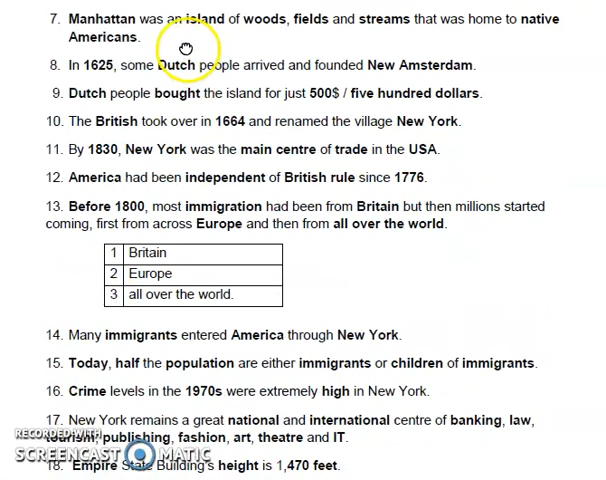 7. Manhattan was an island of woods, fields and streams that was home to native
Americans.
8. In 1625, some Dutch people arrived and founded New Amsterdam.
9. Dutch people bought the island for just 500$ / five hundred dollars.
10. The British took over in 1664 and renamed the village New York.
11. By 1830, New York was the main centre of trade in the USA.
12. America had been independent of British rule since 1776.
13. Before 1800, most immigration had been from Britain but then millions started
coming, first from across Europe and then from all over the world.
1 Britain
2 Europe
3 all over the world.
14. Many immigrants entered America through New York.
15. Today, half the population are either immigrants or children of immigrants.
16. Crime levels in the 1970s were extremely high in New York.
17. New York remains a great national and international centre of banking, law,
RECORDED WITH
tourism, publishing, fashion, art, theatre and IT.
SCREENCAST MATIC
18. Empire State Building's height is 1,470 feet.